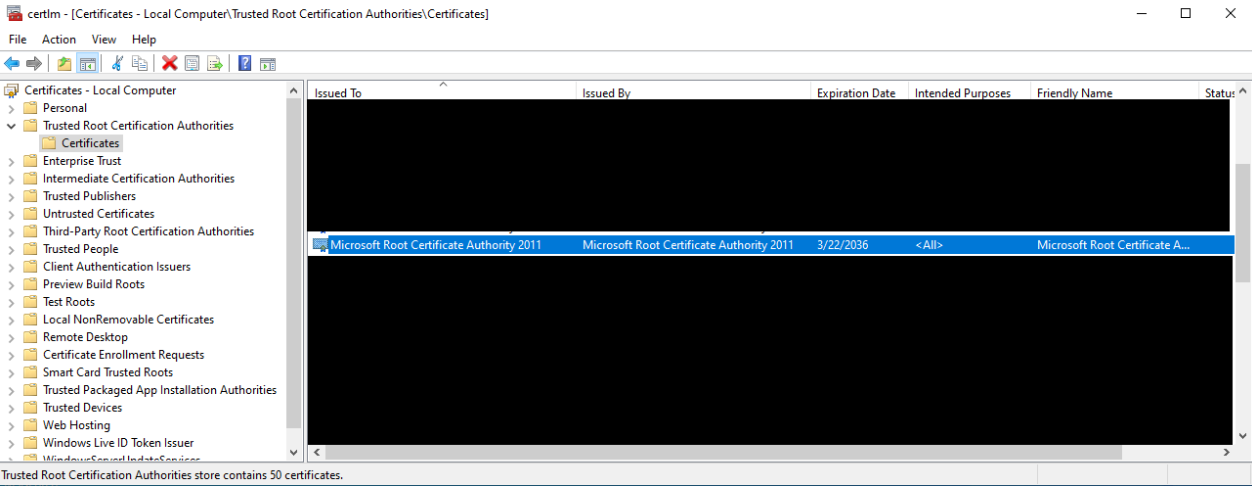 certlm - [Certificates - Local Computer\Trusted Root Certification Authorities\Certificates]
File Action View Help
Certificates - Local Computer
Personal
Trusted Root Certification Authorities
Certificates
Enterprise Trust
Intermediate Certification Authorities
Trusted Publishers
Untrusted Certificates
Third-Party Root Certification Authorities
Trusted People
Client Authentication Issuers
Preview Build Roots
Test Roots
Local NonRemovable Certificates
Remote Desktop
Certificate Enrollment Requests
Smart Card Trusted Roots
Trusted Packaged App Installation Authorities
Trusted Devices
Web Hosting
Windows Live ID Token Issuer
WindowsServerUpdateServices
Issued To Issued By Expiration Date Intended Purposes Friendly Name Status
Microsoft Root Certificate Authority 2011 Microsoft Root Certificate Authority 2011 3/22/2036 <All> Microsoft Root Certificate A...
Trusted Root Certification Authorities store contains 50 certificates.